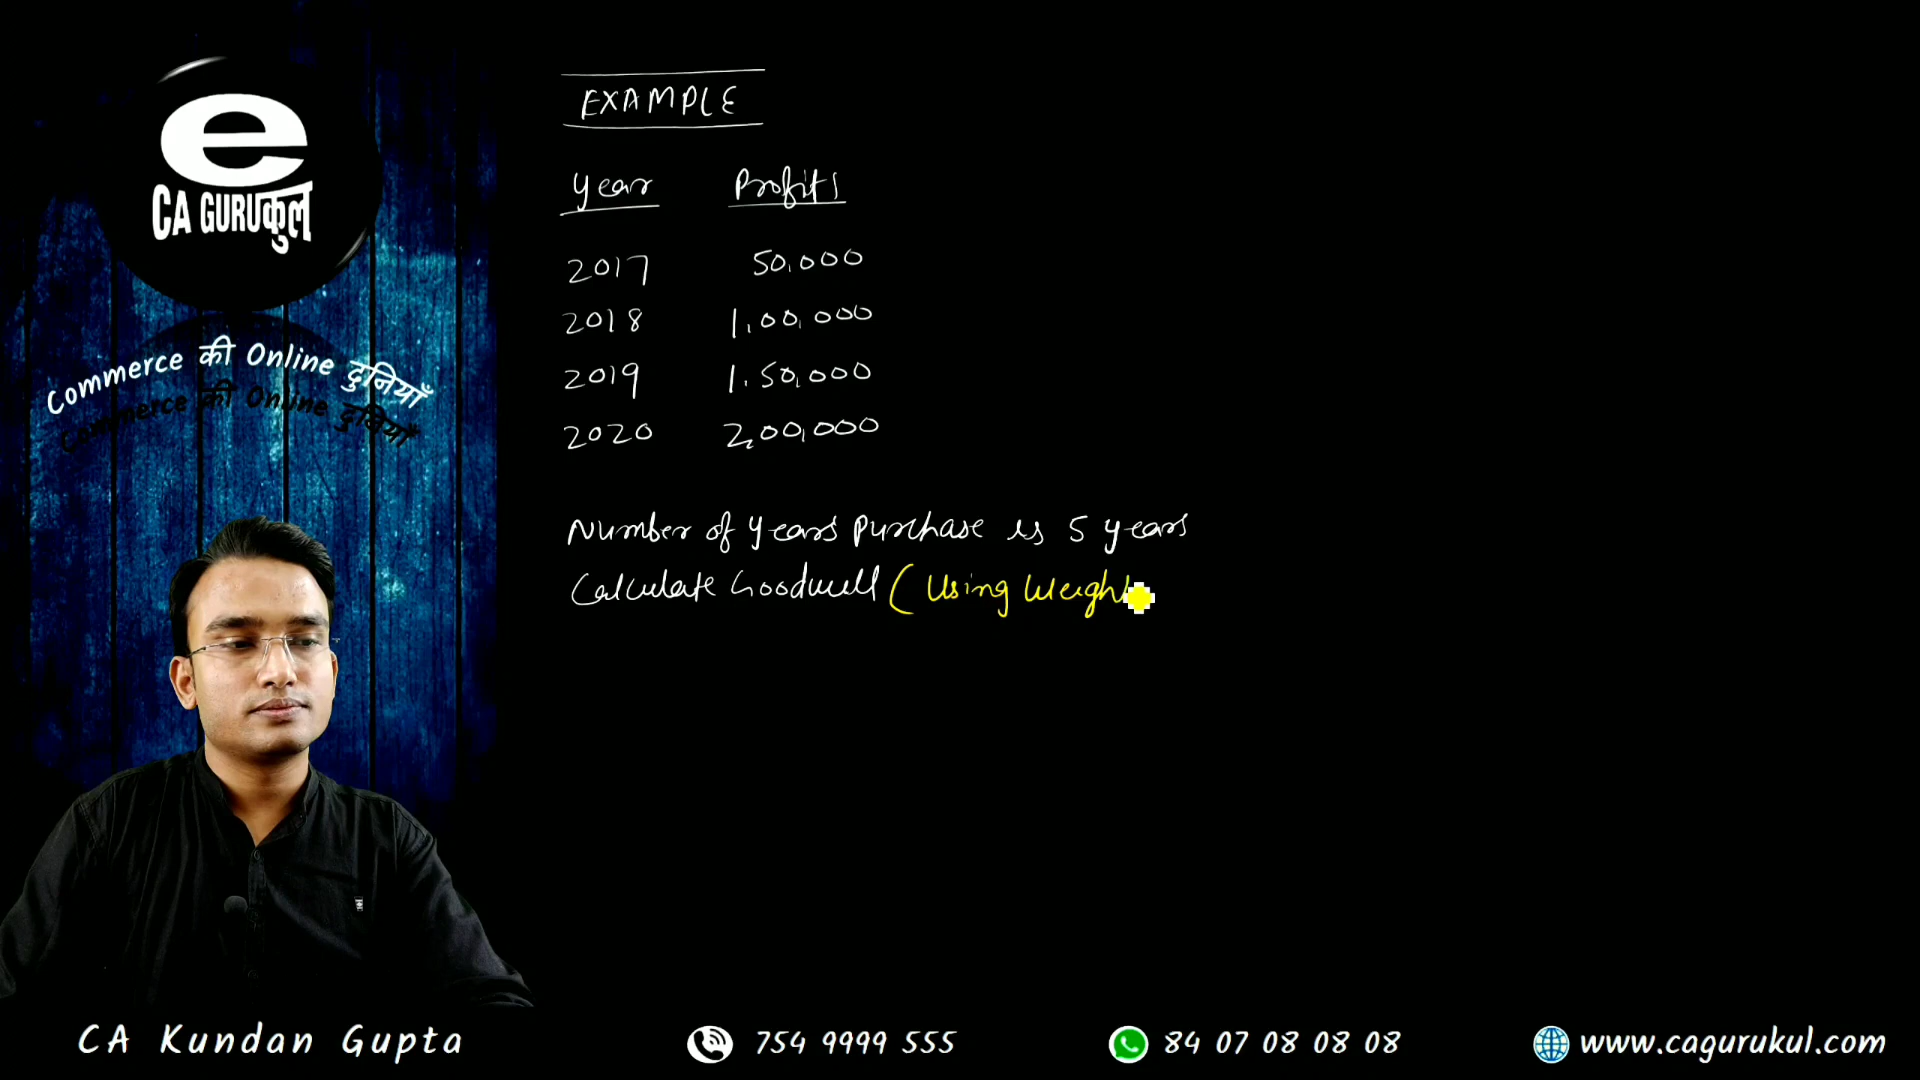 e
CA GURUकुल
Commerce की Online दुनियाँ
Commerce की Online दुनियाँ
EXAMPLE
Year Profits
2017 50,000
2018 1,00,000
2019 1,50,000
2020 2,00,000
Number of years purchase is 5 years
Calculate Goodwill ( Using Weight
CA Kundan Gupta
754 9999 555
84 07 08 08 08
www.cagurukul.com